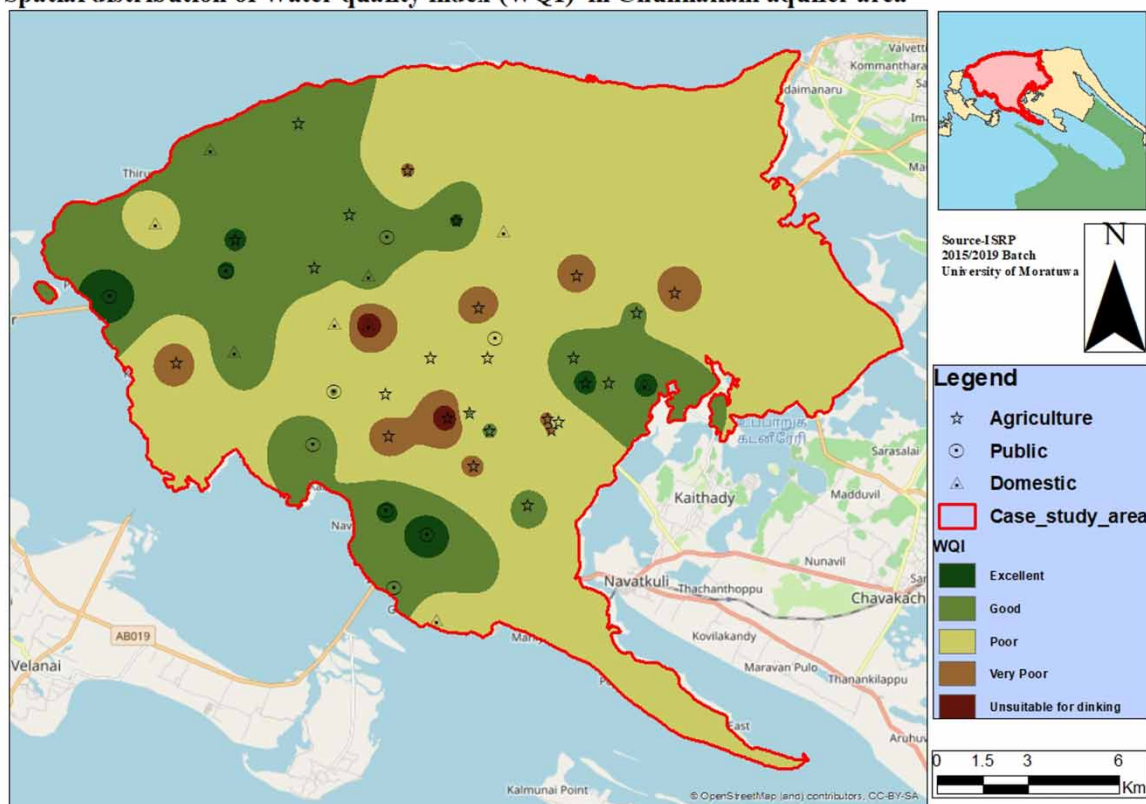 Spatial distribution of Water quality index (WQI) in Chunnakam aquifer area
Valvetti
Kommanthara
Thiru
daimanaru
Source-ISRP
2015/2019 Batch
University of Moratuwa
N
Legend
Agriculture
Public
Domestic
Case_study_area
WQI
Excellent
Good
Poor
Very Poor
Unsuitable for dinking
0 1.5 3 6
Km
உப்பாறுக்
கடனீரேரி
Sarasalai
Kaithady
Madduvil
Nunavil
Navatkuli
Thachanthoppu
Chavakach
Kovilakandy
Maravan Pulo
Thanankilappu
AB019
Velanai
East
Aruhuv
Kalmunai Point
© OpenStreetMap (and) contributors, CC-BY-SA